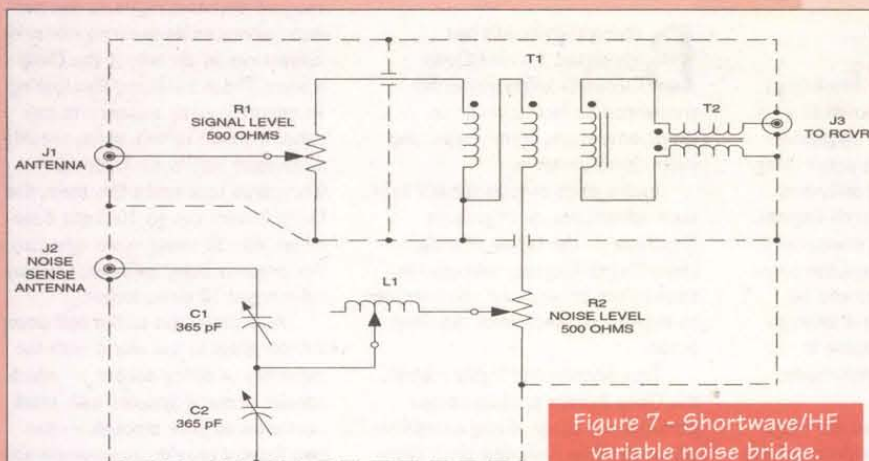 T1
R1
SIGNAL LEVEL
500 OHMS
T2
J3
TO RCVR
J1
ANTENNA
J2
NOISE
SENSE
ANTENNA
L1
C1
365 pF
R2
NOISE LEVEL
500 OHMS
C2
365 pF
Figure 7 - Shortwave/HF
variable noise bridge.